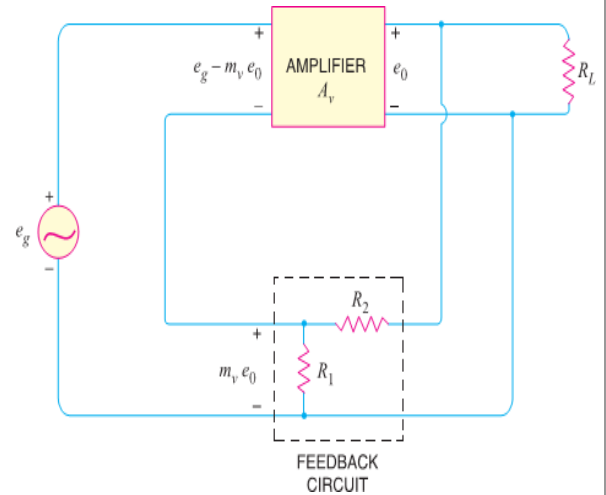 +
+
e_g – m_v e_0
AMPLIFIER
A_v
e_0
R_L
–
–
+
e_g
–
R_2
+
m_v e_0
R_1
–
FEEDBACK
CIRCUIT